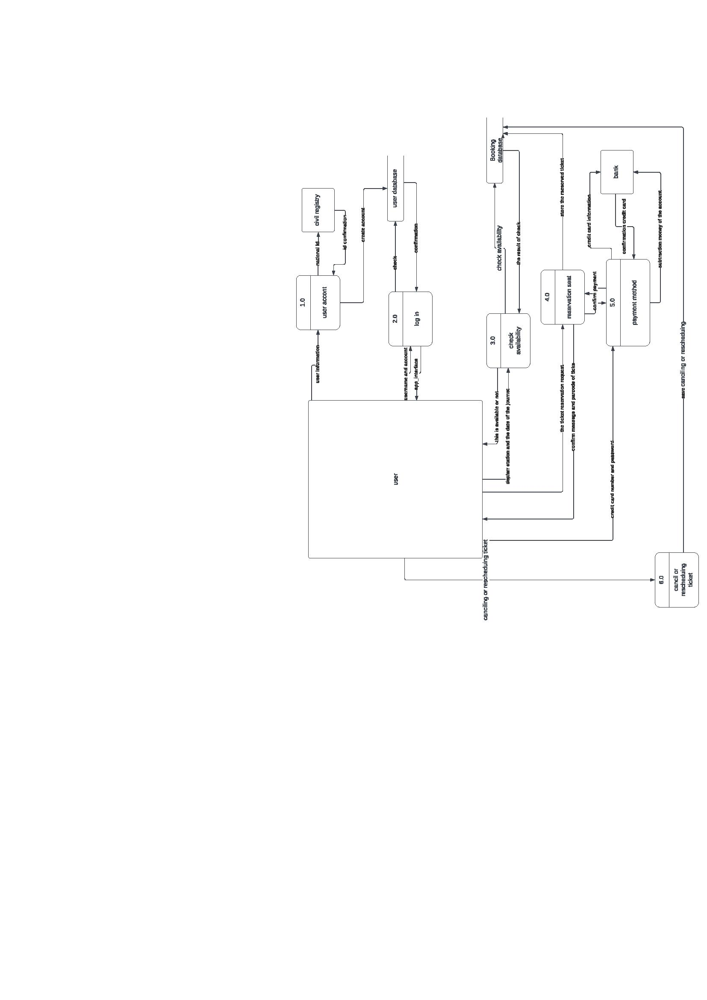 civil registry
national id
id confirmation
1.0
user accont
user information
create account
user database
check
confirmation
2.0
log in
username and account
app_interface
user
Booking
database
check availability
the result of check
3.0
check
availability
this is available or not
dep/arr station and the date of the journet
store the rseserved ticket
4.0
reservation seat
the ticket reservation request
confirm massege and parcode of ticke
confirm payment
bank
credit card information
confirmation credit card
subtraction money of the account
5.0
payment method
credit card number and password
canciling or rescheduing ticket
6.0
cancil or
rescheduing
ticket
save canciling or rescheduing